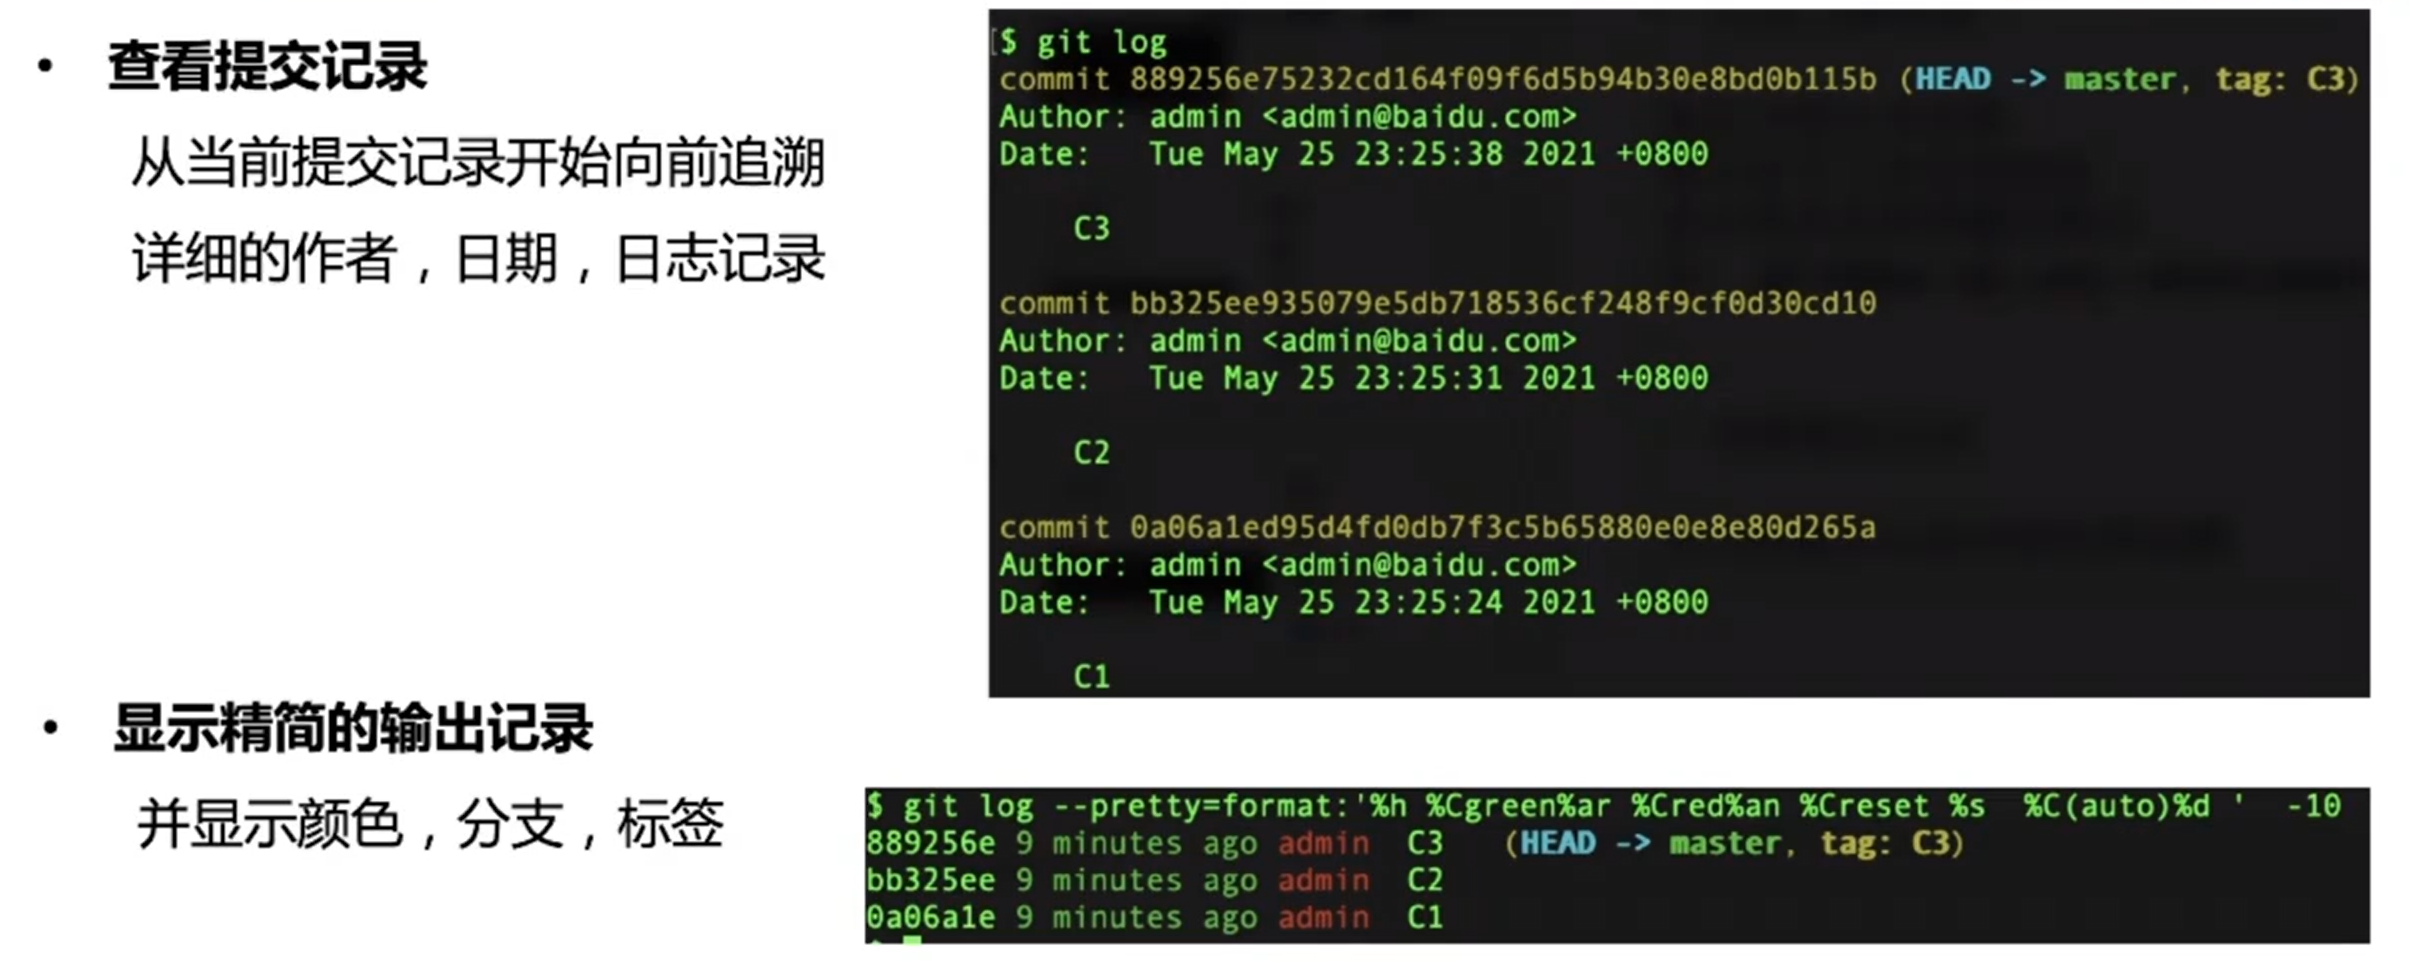 • 查看提交记录
从当前提交记录开始向前追溯
详细的作者，日期，日志记录
[$ git log
commit 889256e75232cd164f09f6d5b94b30e8bd0b115b (HEAD -> master, tag: C3)
Author: admin <admin@baidu.com>
Date:   Tue May 25 23:25:38 2021 +0800
C3
commit bb325ee935079e5db718536cf248f9cf0d30cd10
Author: admin <admin@baidu.com>
Date:   Tue May 25 23:25:31 2021 +0800
C2
commit 0a06a1ed95d4fd0db7f3c5b65880e0e8e80d265a
Author: admin <admin@baidu.com>
Date:   Tue May 25 23:25:24 2021 +0800
C1
• 显示精简的输出记录
并显示颜色，分支，标签
$ git log --pretty=format:'%h %Cgreen%ar %Cred%an %Creset %s  %C(auto)%d '  -10
889256e 9 minutes ago admin  C3   (HEAD -> master, tag: C3)
bb325ee 9 minutes ago admin  C2
0a06a1e 9 minutes ago admin  C1